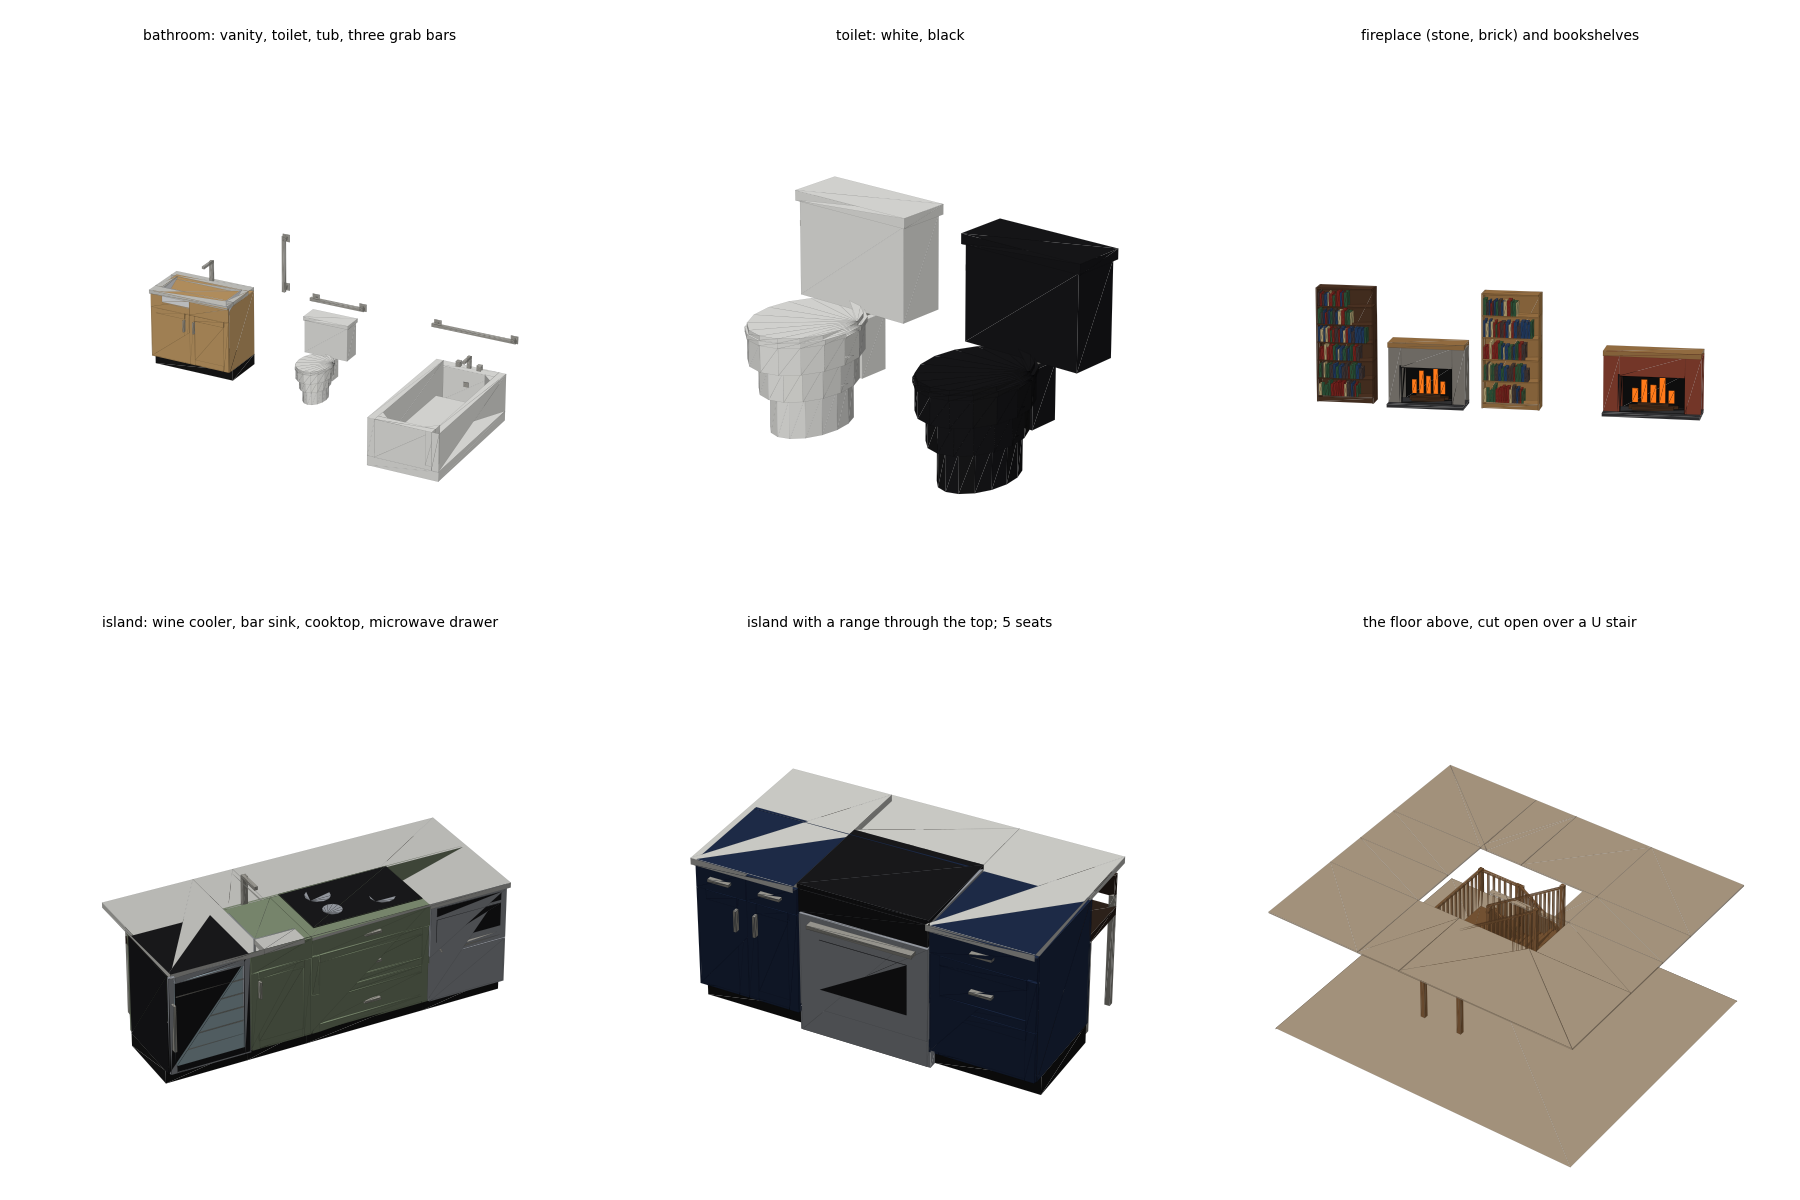 bathroom: vanity, toilet, tub, three grab bars
toilet: white, black
fireplace (stone, brick) and bookshelves
island: wine cooler, bar sink, cooktop, microwave drawer
island with a range through the top; 5 seats
the floor above, cut open over a U stair